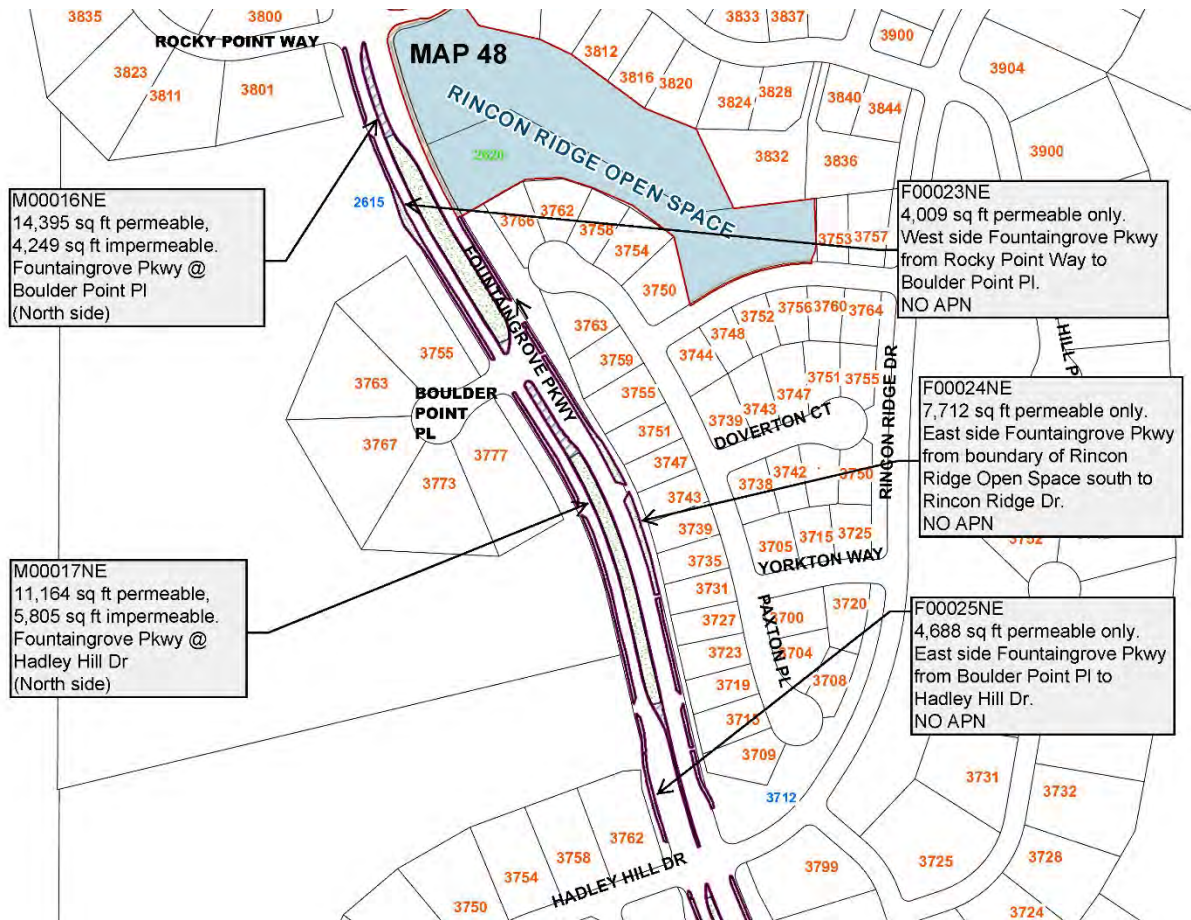 3835
3800
3833
3837
ROCKY POINT WAY
MAP 48
3812
3900
3904
3823
3811
3801
3816
3820
3824
3828
3840
3844
RINCON RIDGE OPEN SPACE
2620
3832
3836
3900
M00016NE
14,395 sq ft permeable,
4,249 sq ft impermeable.
Fountaingrove Pkwy @
Boulder Point Pl
(North side)
2615
3766
3762
3758
3754
3750
3753
3757
F00023NE
4,009 sq ft permeable only.
West side Fountaingrove Pkwy
from Rocky Point Way to
Boulder Point Pl.
NO APN
FOUNTAINGROVE PKWY
3763
3759
3755
3751
3747
3743
3739
3735
3731
3727
3723
3719
3715
3709
3744
3748
3752
3756
3760
3764
3739
3743
3747
3751
3755
DOVERTON CT
RINCON RIDGE DR
HILL P
3755
3763
3767
3773
3777
BOULDER
POINT
PL
F00024NE
7,712 sq ft permeable only.
East side Fountaingrove Pkwy
from boundary of Rincon
Ridge Open Space south to
Rincon Ridge Dr.
NO APN
3738
3742
3750
3705
3715
3725
YORKTON WAY
3752
M00017NE
11,164 sq ft permeable,
5,805 sq ft impermeable.
Fountaingrove Pkwy @
Hadley Hill Dr
(North side)
PAXTON PL
3700
3704
3708
3720
F00025NE
4,688 sq ft permeable only.
East side Fountaingrove Pkwy
from Boulder Point Pl to
Hadley Hill Dr.
NO APN
3712
3731
3732
3762
3758
3754
3750
HADLEY HILL DR
3799
3725
3728
3724